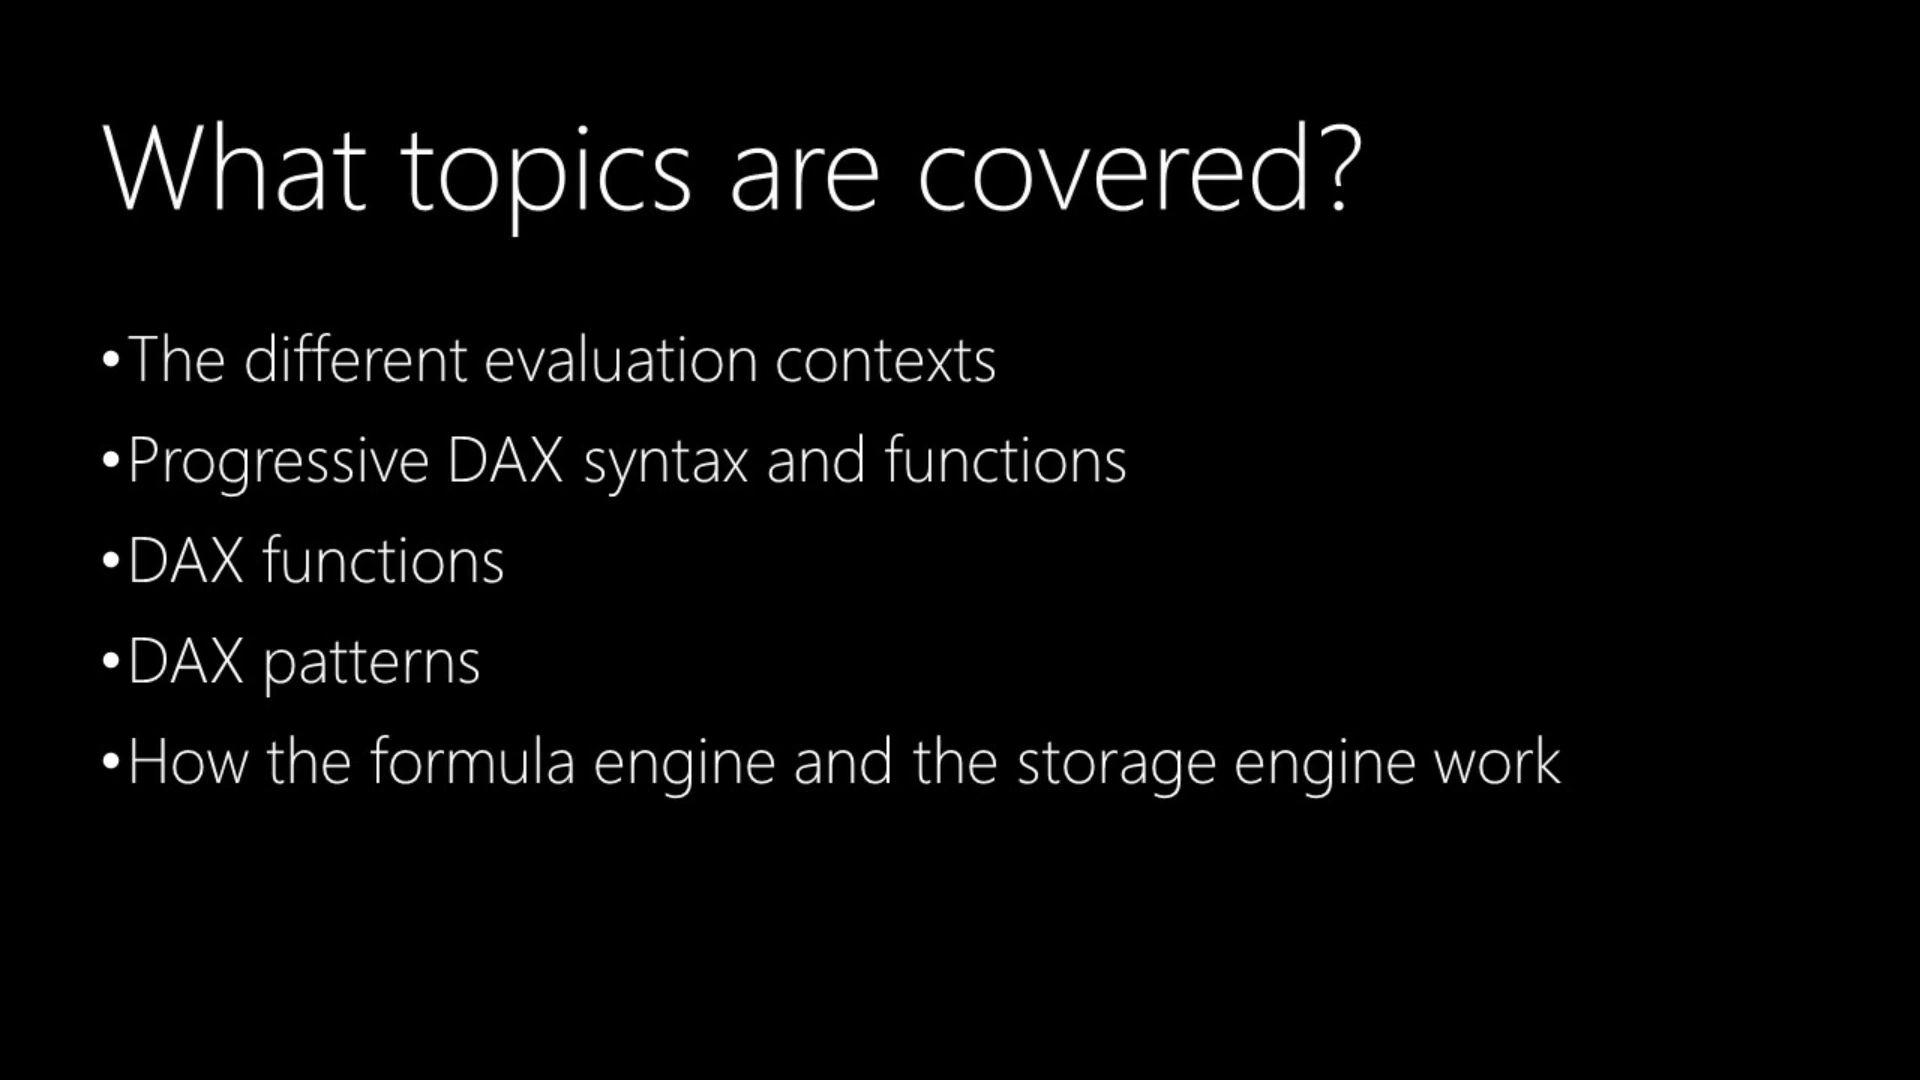 What topics are covered?
•The different evaluation contexts
•Progressive DAX syntax and functions
•DAX functions
•DAX patterns
•How the formula engine and the storage engine work